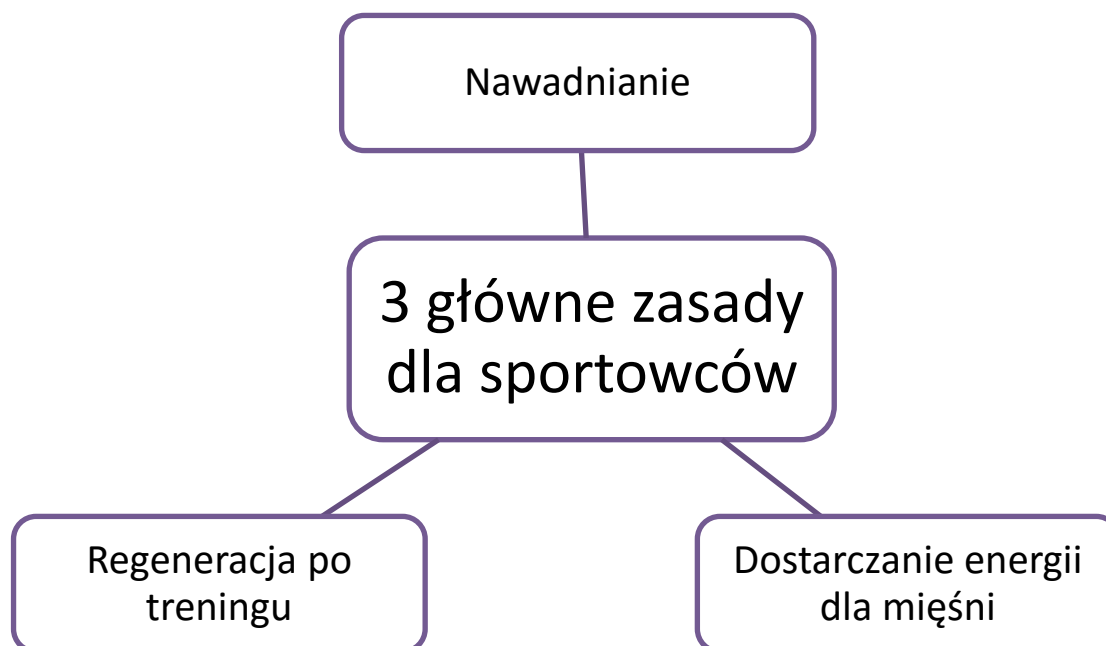 Nawadnianie
3 główne zasady
dla sportowców
Regeneracja po
treningu
Dostarczanie energii
dla mięśni